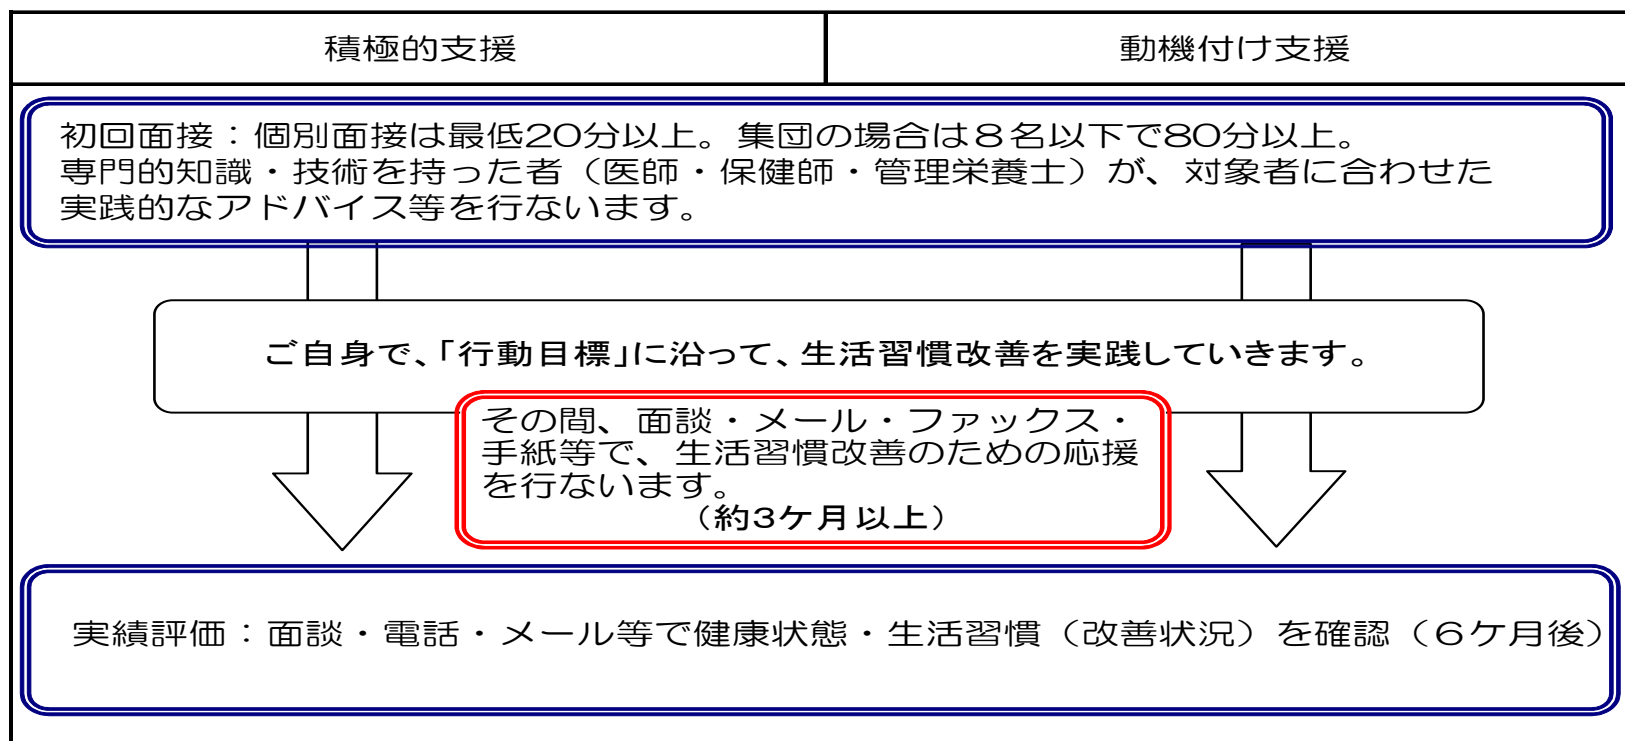 積極的支援
動機付け支援
初回面接：個別面接は最低20分以上。集団の場合は８名以下で80分以上。
専門的知識・技術を持った者（医師・保健師・管理栄養士）が、対象者に合わせた
実践的なアドバイス等を行ないます。
ご自身で、「行動目標」に沿って、生活習慣改善を実践していきます。
その間、面談・メール・ファックス・
手紙等で、生活習慣改善のための応援
を行ないます。
（約3ケ月以上）
実績評価：面談・電話・メール等で健康状態・生活習慣（改善状況）を確認（６ケ月後）